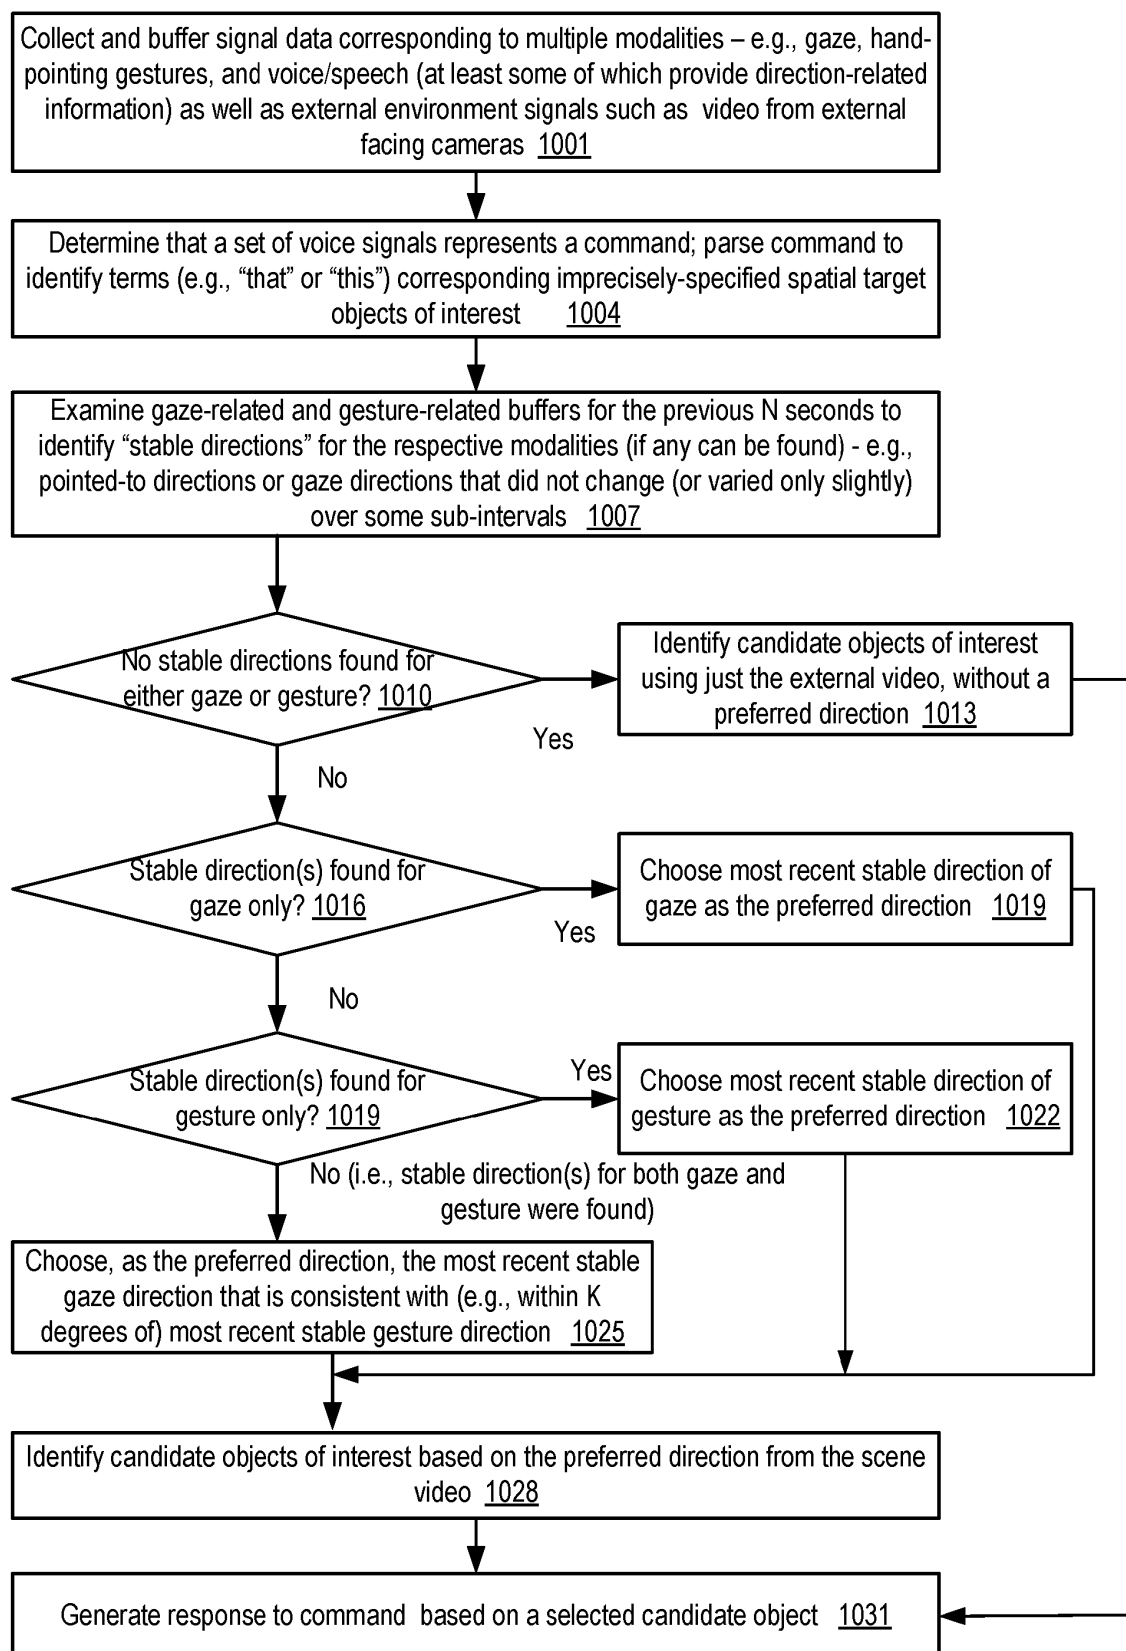 Collect and buffer signal data corresponding to multiple modalities – e.g., gaze, hand-
pointing gestures, and voice/speech (at least some of which provide direction-related
information) as well as external environment signals such as video from external
facing cameras 1001
Determine that a set of voice signals represents a command; parse command to
identify terms (e.g., “that” or “this”) corresponding imprecisely-specified spatial target
objects of interest 1004
Examine gaze-related and gesture-related buffers for the previous N seconds to
identify “stable directions” for the respective modalities (if any can be found) - e.g.,
pointed-to directions or gaze directions that did not change (or varied only slightly)
over some sub-intervals 1007
No stable directions found for
either gaze or gesture? 1010
Yes
Identify candidate objects of interest
using just the external video, without a
preferred direction 1013
No
Stable direction(s) found for
gaze only? 1016
Yes
Choose most recent stable direction of
gaze as the preferred direction 1019
No
Stable direction(s) found for
gesture only? 1019
Yes
Choose most recent stable direction of
gesture as the preferred direction 1022
No (i.e., stable direction(s) for both gaze and
gesture were found)
Choose, as the preferred direction, the most recent stable
gaze direction that is consistent with (e.g., within K
degrees of) most recent stable gesture direction 1025
Identify candidate objects of interest based on the preferred direction from the scene
video 1028
Generate response to command based on a selected candidate object 1031